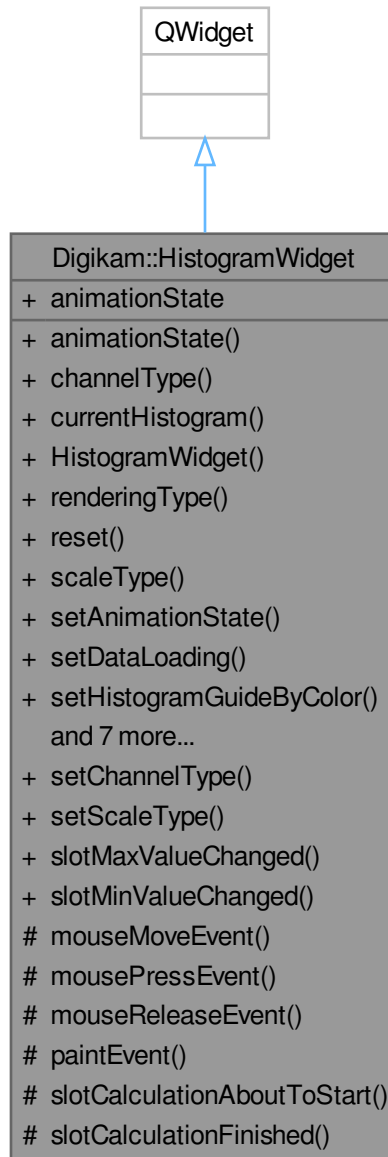 QWidget
Digikam::HistogramWidget
+ animationState
+ animationState()
+ channelType()
+ currentHistogram()
+ HistogramWidget()
+ renderingType()
+ reset()
+ scaleType()
+ setAnimationState()
+ setDataLoading()
+ setHistogramGuideByColor()
and 7 more...
+ setChannelType()
+ setScaleType()
+ slotMaxValueChanged()
+ slotMinValueChanged()
# mouseMoveEvent()
# mousePressEvent()
# mouseReleaseEvent()
# paintEvent()
# slotCalculationAboutToStart()
# slotCalculationFinished()